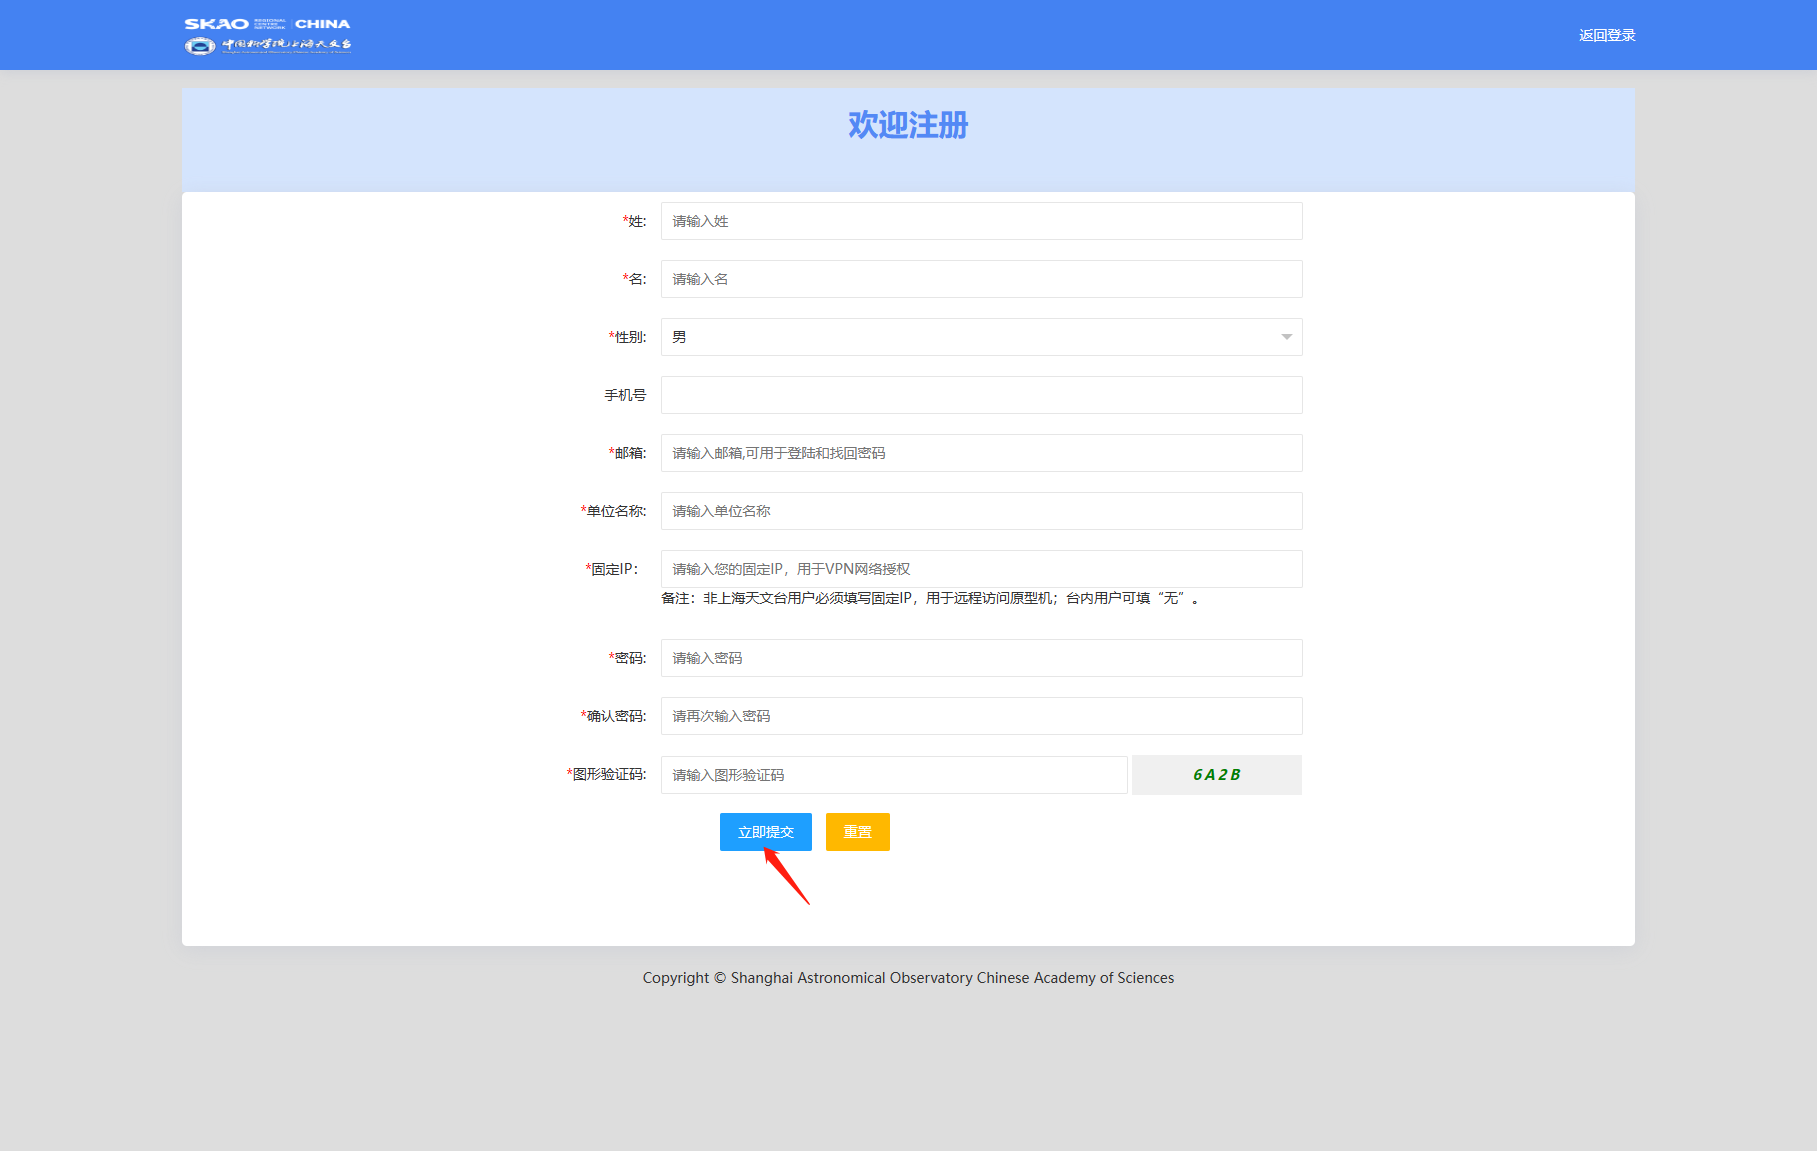 SKAO REGIONAL CENTRE NETWORK CHINA
中国科学院上海天文台
返回登录
欢迎注册
*姓: 请输入姓
*名: 请输入名
*性别: 男
手机号
*邮箱: 请输入邮箱,可用于登陆和找回密码
*单位名称: 请输入单位名称
*固定IP： 请输入您的固定IP，用于VPN网络授权
备注：非上海天文台用户必须填写固定IP，用于远程访问原型机；台内用户可填“无”。
*密码: 请输入密码
*确认密码: 请再次输入密码
*图形验证码: 请输入图形验证码 6A2B
立即提交 重置
Copyright © Shanghai Astronomical Observatory Chinese Academy of Sciences